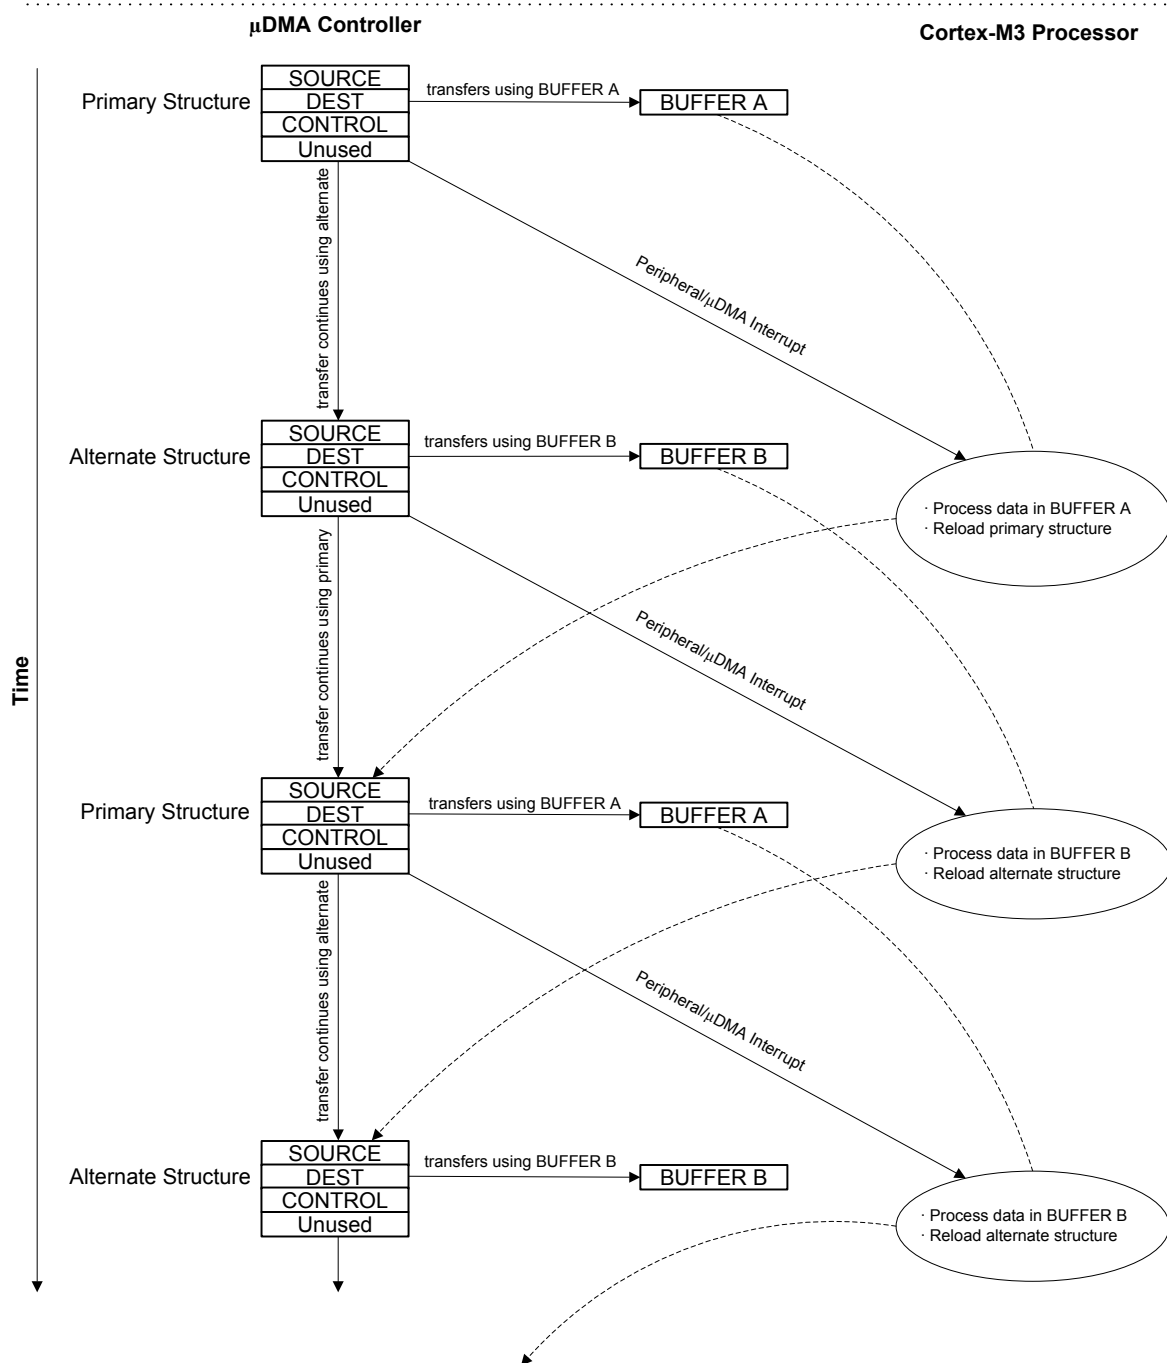 μDMA Controller
Cortex-M3 Processor
Time
Primary Structure
SOURCE
DEST
CONTROL
Unused
transfers using BUFFER A
BUFFER A
transfer continues using alternate
Peripheral/μDMA Interrupt
Alternate Structure
SOURCE
DEST
CONTROL
Unused
transfers using BUFFER B
BUFFER B
· Process data in BUFFER A
· Reload primary structure
transfer continues using primary
Peripheral/μDMA Interrupt
Primary Structure
SOURCE
DEST
CONTROL
Unused
transfers using BUFFER A
BUFFER A
· Process data in BUFFER B
· Reload alternate structure
transfer continues using alternate
Peripheral/μDMA Interrupt
Alternate Structure
SOURCE
DEST
CONTROL
Unused
transfers using BUFFER B
BUFFER B
· Process data in BUFFER B
· Reload alternate structure